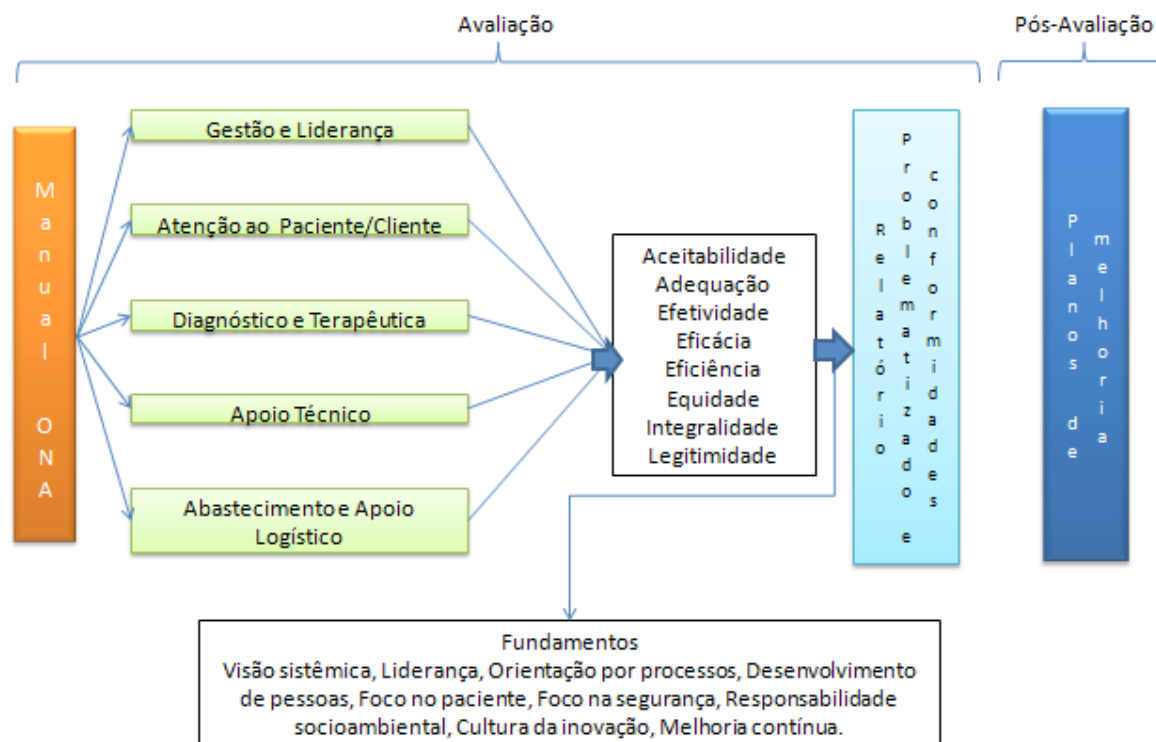 Avaliação
Pós-Avaliação
Manual ONA
Gestão e Liderança
Atenção ao Paciente/Cliente
Diagnóstico e Terapêutica
Apoio Técnico
Abastecimento e Apoio
Logístico
Aceitabilidade
Adequação
Efetividade
Eficácia
Eficiência
Equidade
Integralidade
Legitimidade
Relatório
Problematizado e
conformidades
Planos de
melhoria
Fundamentos
Visão sistêmica, Liderança, Orientação por processos, Desenvolvimento
de pessoas, Foco no paciente, Foco na segurança, Responsabilidade
socioambiental, Cultura da inovação, Melhoria contínua.